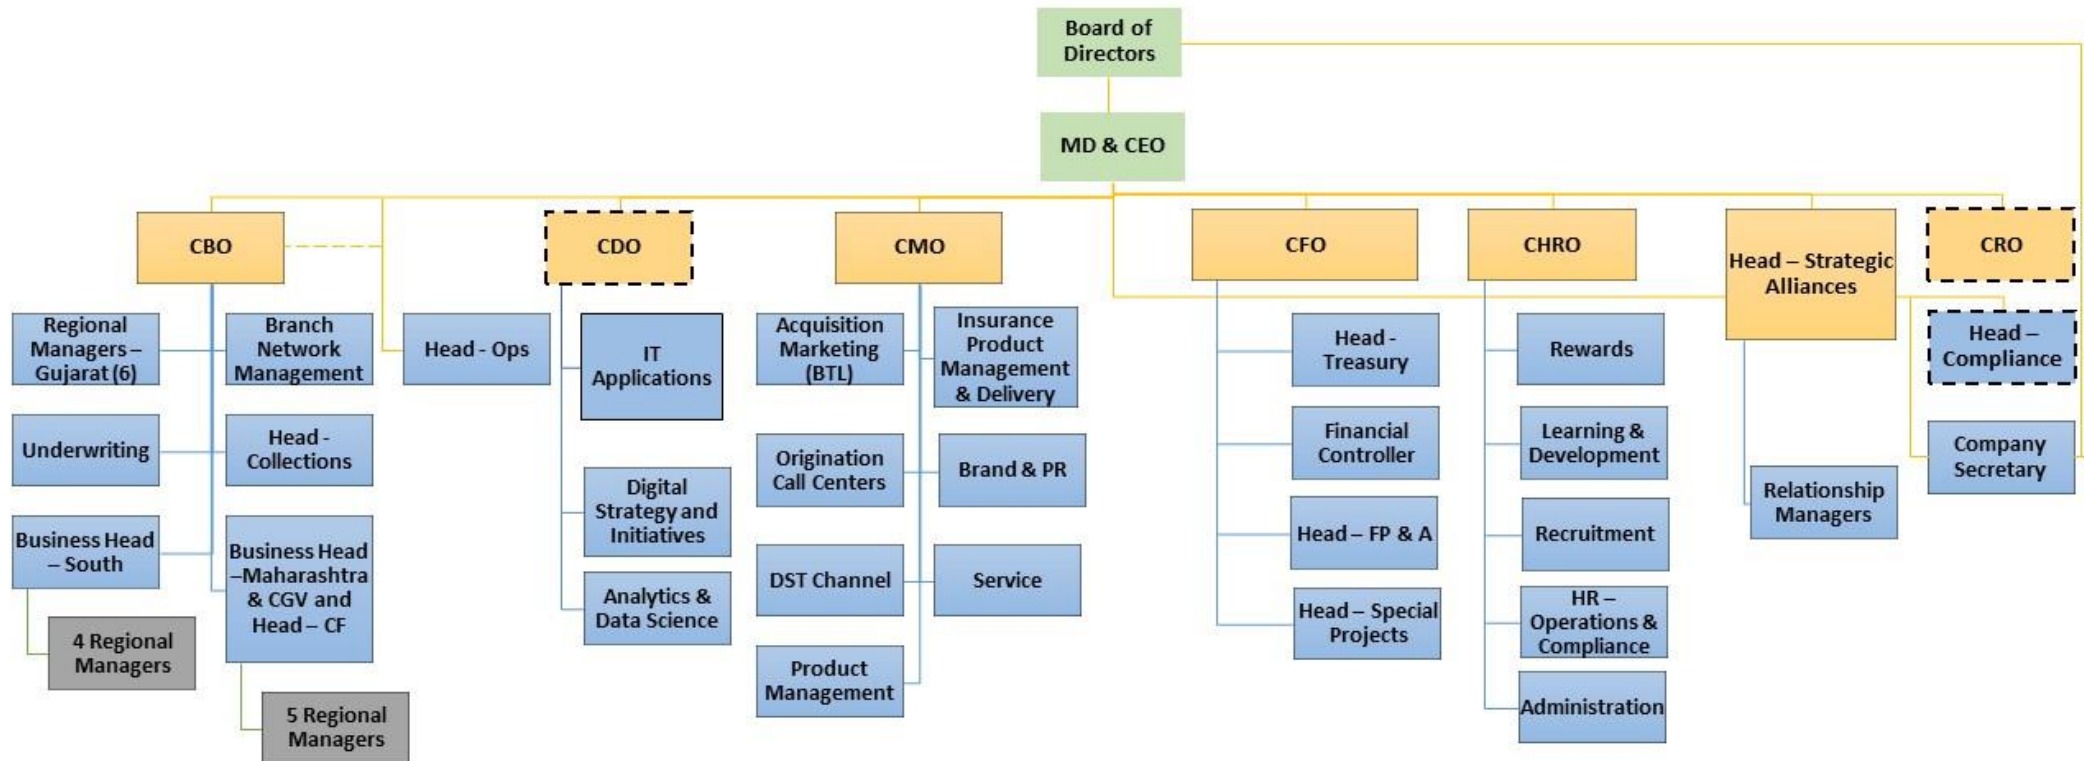 Board of
Directors
MD & CEO
CBO
CDO
CMO
CFO
CHRO
Head – Strategic
Alliances
CRO
Regional
Managers –
Gujarat (6)
Branch
Network
Management
Head - Ops
IT
Applications
Acquisition
Marketing
(BTL)
Insurance
Product
Management
& Delivery
Head -
Treasury
Rewards
Head –
Compliance
Underwriting
Head -
Collections
Digital
Strategy and
Initiatives
Origination
Call Centers
Brand & PR
Financial
Controller
Learning &
Development
Relationship
Managers
Company
Secretary
Business Head
– South
Business Head
–Maharashtra
& CGV and
Head – CF
Analytics &
Data Science
DST Channel
Service
Head – FP & A
Recruitment
4 Regional
Managers
5 Regional
Managers
Product
Management
Head – Special
Projects
HR –
Operations &
Compliance
Administration